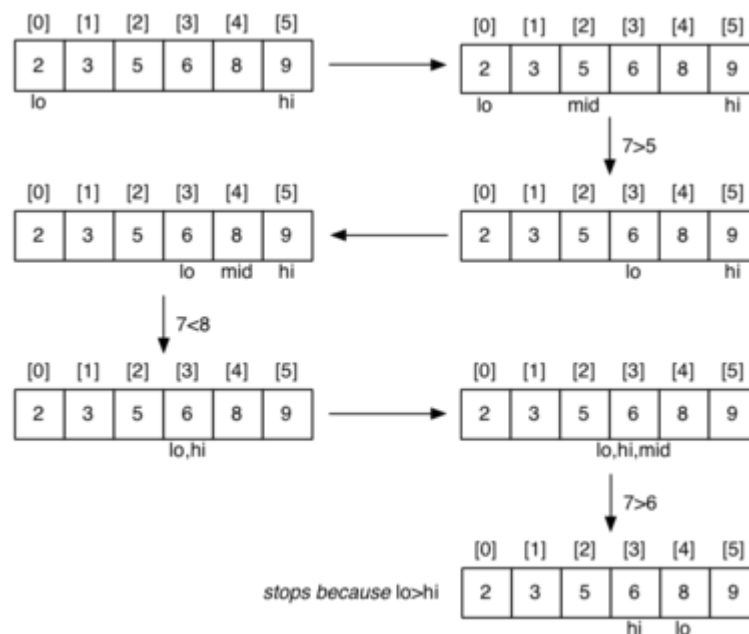 [0] [1] [2] [3] [4] [5]
2 3 5 6 8 9
lo hi
[0] [1] [2] [3] [4] [5]
2 3 5 6 8 9
lo mid hi
7>5
[0] [1] [2] [3] [4] [5]
2 3 5 6 8 9
lo hi
[0] [1] [2] [3] [4] [5]
2 3 5 6 8 9
lo mid hi
7<8
[0] [1] [2] [3] [4] [5]
2 3 5 6 8 9
lo,hi
[0] [1] [2] [3] [4] [5]
2 3 5 6 8 9
lo,hi,mid
7>6
[0] [1] [2] [3] [4] [5]
stops because lo>hi
2 3 5 6 8 9
hi lo